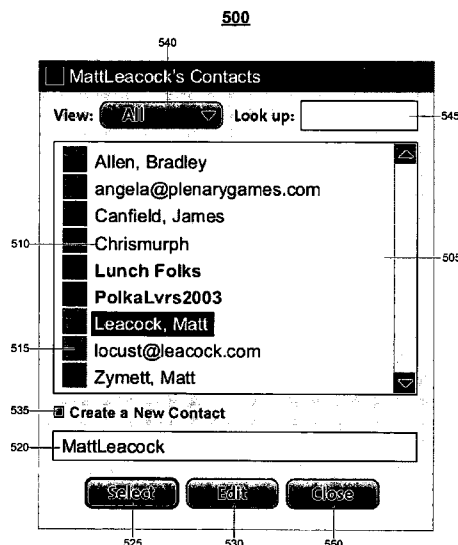 500
540
MattLeacock's Contacts
View: All Look up: 545
Allen, Bradley
angela@plenarygames.com
Canfield, James
510 Chrismurph 505
Lunch Folks
PolkaLvrs2003
Leacock, Matt
515 locust@leacock.com
Zymett, Matt
535 Create a New Contact
520 MattLeacock
Select Edit Close
525 530 550